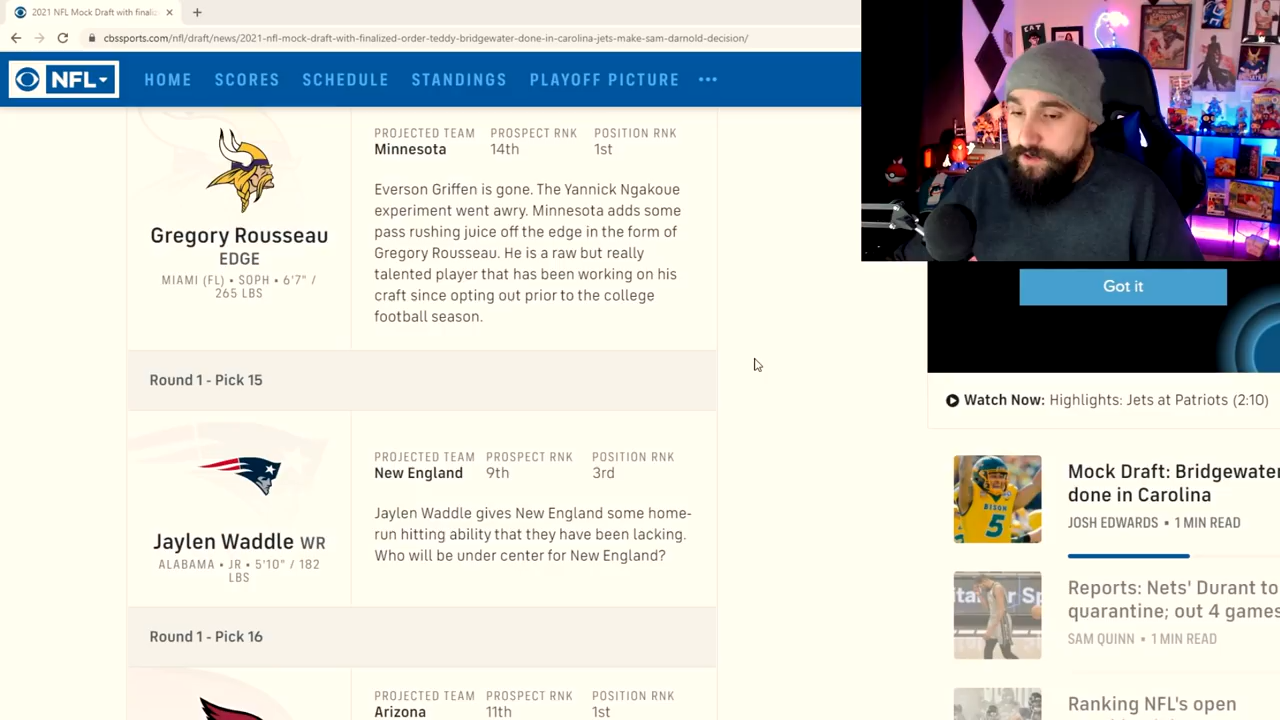 2021 NFL Mock Draft with finali
cbssports.com/nfl/draft/news/2021-nfl-mock-draft-with-finalized-order-teddy-bridgewater-done-in-carolina-jets-make-sam-darnold-decision/
NFL HOME SCORES SCHEDULE STANDINGS PLAYOFF PICTURE •••
Gregory Rousseau
EDGE
MIAMI (FL) • SOPH • 6'7" /
265 LBS
PROJECTED TEAM PROSPECT RNK POSITION RNK
Minnesota 14th 1st
Everson Griffen is gone. The Yannick Ngakoue
experiment went awry. Minnesota adds some
pass rushing juice off the edge in the form of
Gregory Rousseau. He is a raw but really
talented player that has been working on his
craft since opting out prior to the college
football season.
Round 1 - Pick 15
Jaylen Waddle WR
ALABAMA • JR • 5'10" / 182
LBS
PROJECTED TEAM PROSPECT RNK POSITION RNK
New England 9th 3rd
Jaylen Waddle gives New England some home-
run hitting ability that they have been lacking.
Who will be under center for New England?
Round 1 - Pick 16
PROJECTED TEAM PROSPECT RNK POSITION RNK
Arizona 11th 1st
Got it
Watch Now: Highlights: Jets at Patriots (2:10)
BISON
5
Mock Draft: Bridgewater
done in Carolina
JOSH EDWARDS • 1 MIN READ
Reports: Nets' Durant to
quarantine; out 4 games
SAM QUINN • 1 MIN READ
Ranking NFL's open